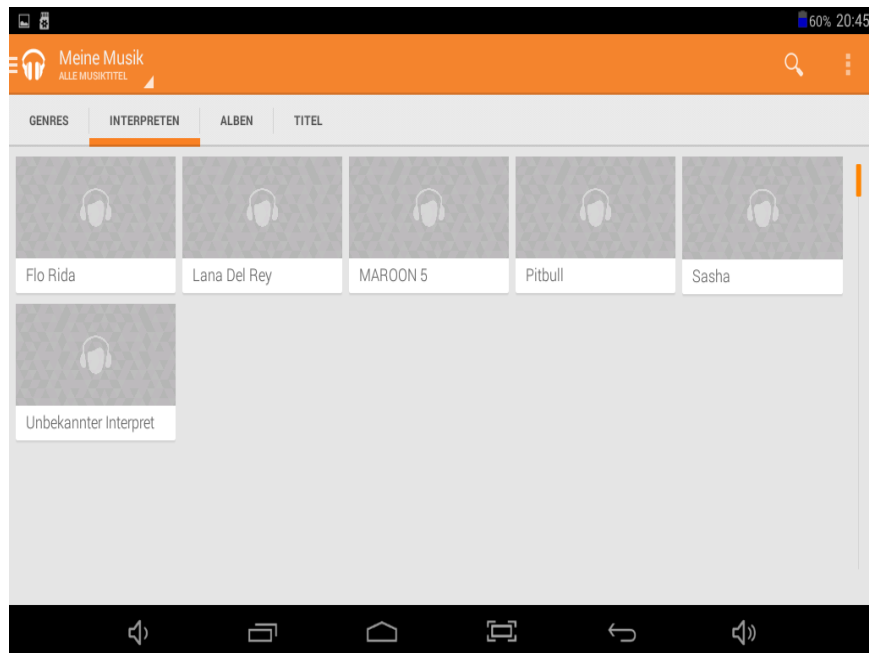 60% 20:45
Meine Musik
ALLE MUSIKTITEL
GENRES INTERPRETEN ALBEN TITEL
Flo Rida Lana Del Rey MAROON 5 Pitbull Sasha
Unbekannter Interpret